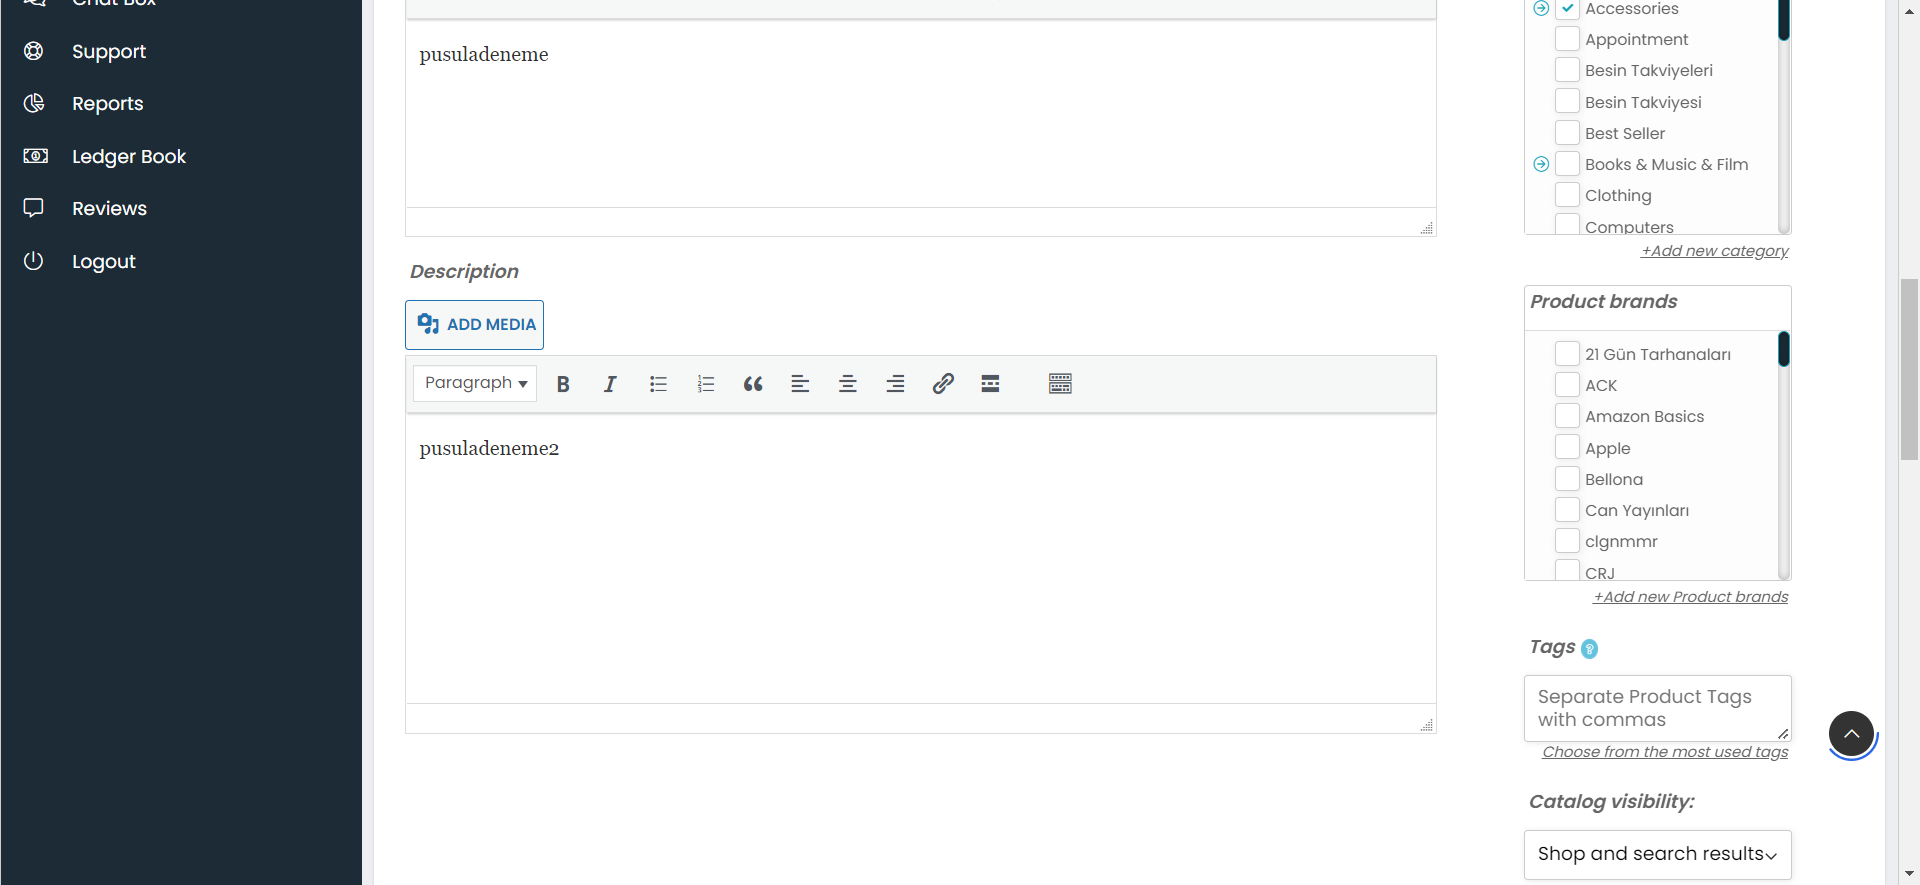 Chat Box
Support
Reports
Ledger Book
Reviews
Logout
pusuladeneme
Description
ADD MEDIA
Paragraph
pusuladeneme2
Accessories
Appointment
Besin Takviyeleri
Besin Takviyesi
Best Seller
Books & Music & Film
Clothing
Computers
+Add new category
Product brands
21 Gün Tarhanaları
ACK
Amazon Basics
Apple
Bellona
Can Yayınları
clgnmmr
CRJ
+Add new Product brands
Tags ?
Separate Product Tags
with commas
Choose from the most used tags
Catalog visibility:
Shop and search results